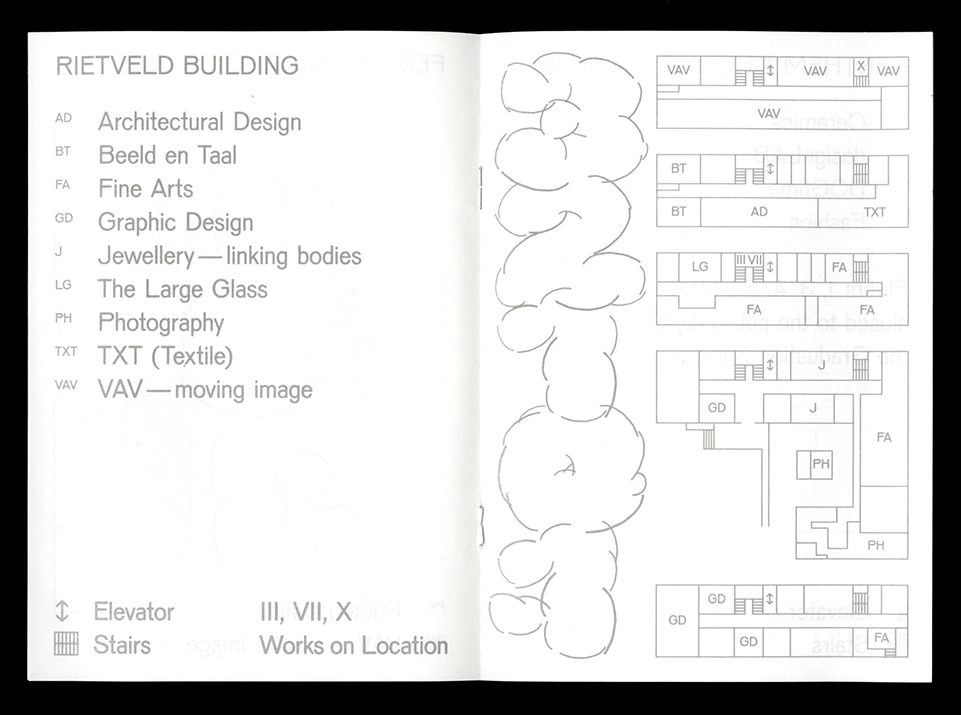 RIETVELD BUILDING
AD Architectural Design
BT Beeld en Taal
FA Fine Arts
GD Graphic Design
J Jewellery — linking bodies
LG The Large Glass
PH Photography
TXT TXT (Textile)
VAV VAV — moving image
Elevator III, VII, X
Stairs Works on Location
VAV VAV X VAV
VAV
BT
BT AD TXT
LG III VII FA
FA FA
J
GD J
FA
PH
PH
GD
GD
GD FA